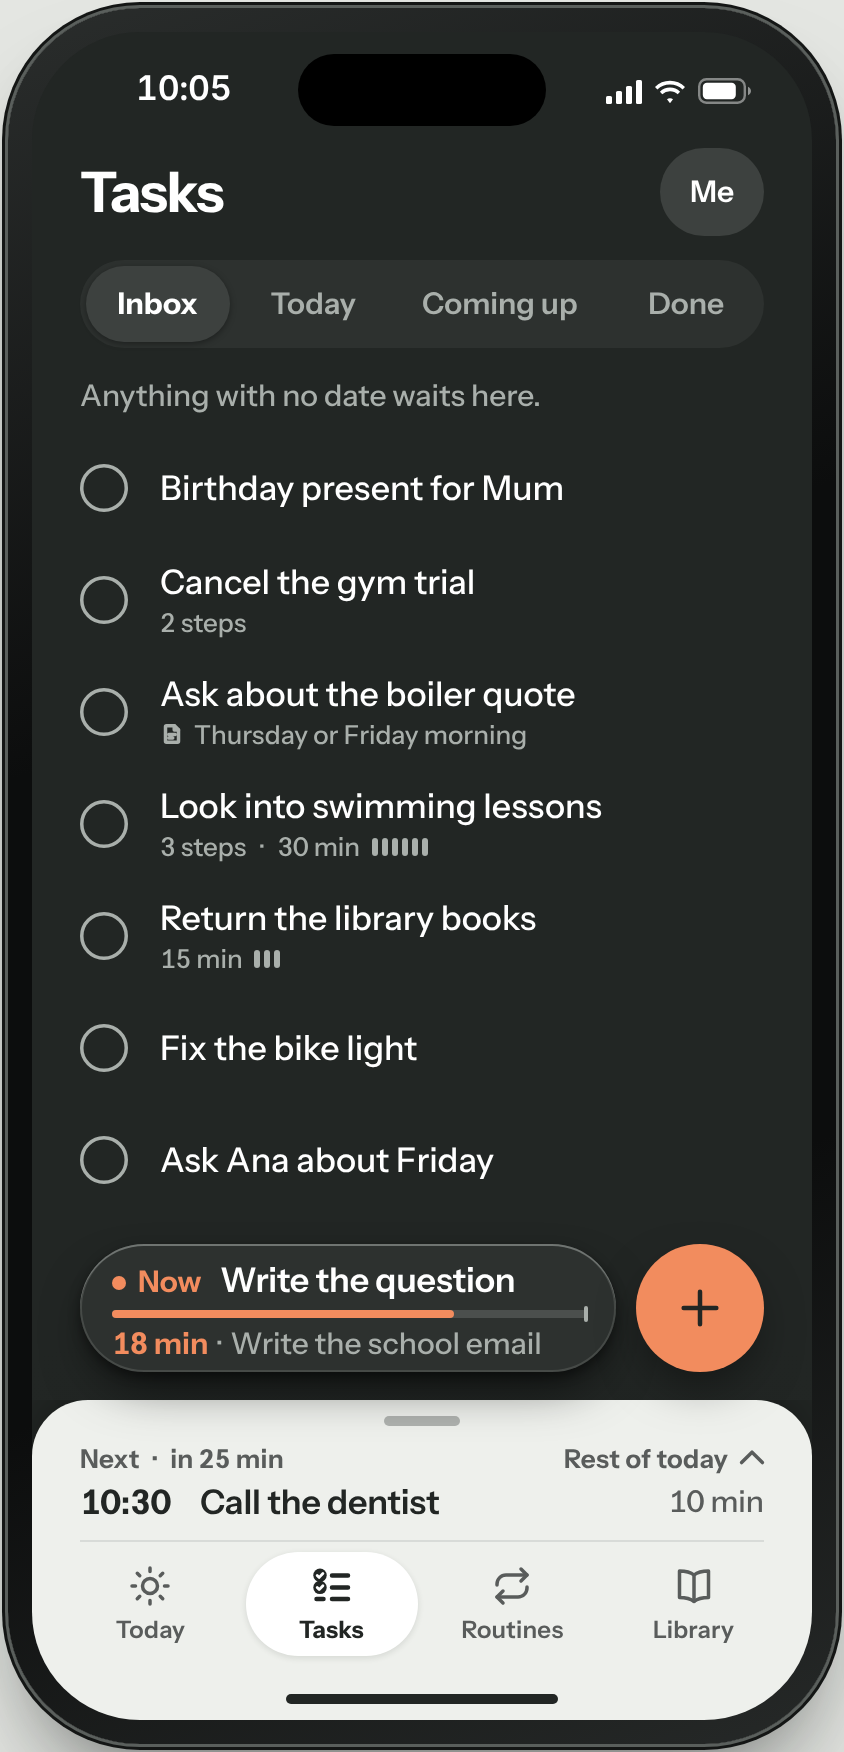 10:05
Tasks
Me
Inbox Today Coming up Done
Anything with no date waits here.
Birthday present for Mum
Cancel the gym trial
2 steps
Ask about the boiler quote
Thursday or Friday morning
Look into swimming lessons
3 steps · 30 min
Return the library books
15 min
Fix the bike light
Ask Ana about Friday
Now Write the question
18 min · Write the school email
Next · in 25 min Rest of today
10:30 Call the dentist 10 min
Today Tasks Routines Library